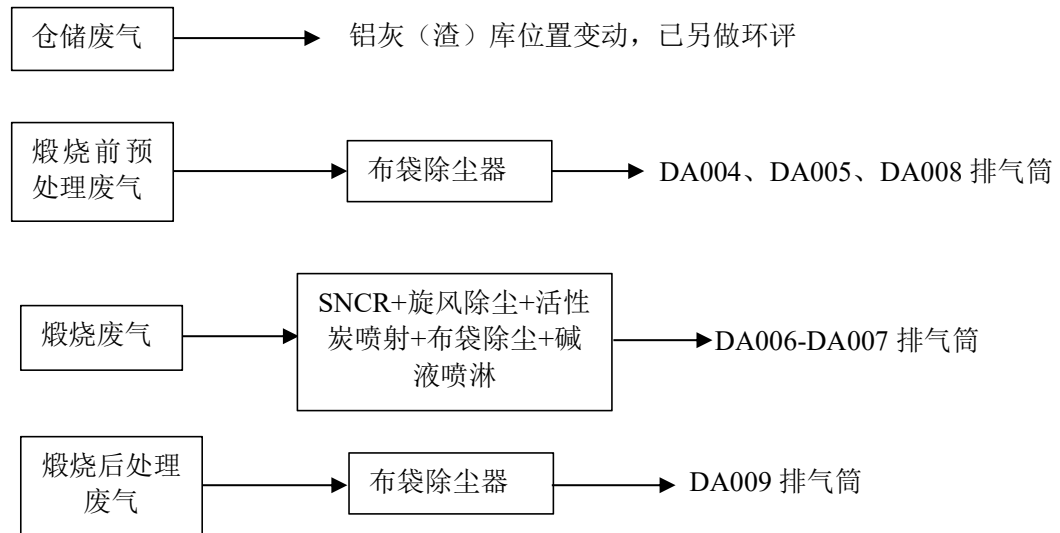 仓储废气
铝灰（渣）库位置变动，已另做环评
煅烧前预
处理废气
布袋除尘器
DA004、DA005、DA008 排气筒
煅烧废气
SNCR+旋风除尘+活性
炭喷射+布袋除尘+碱
液喷淋
DA006-DA007 排气筒
煅烧后处理
废气
布袋除尘器
DA009 排气筒